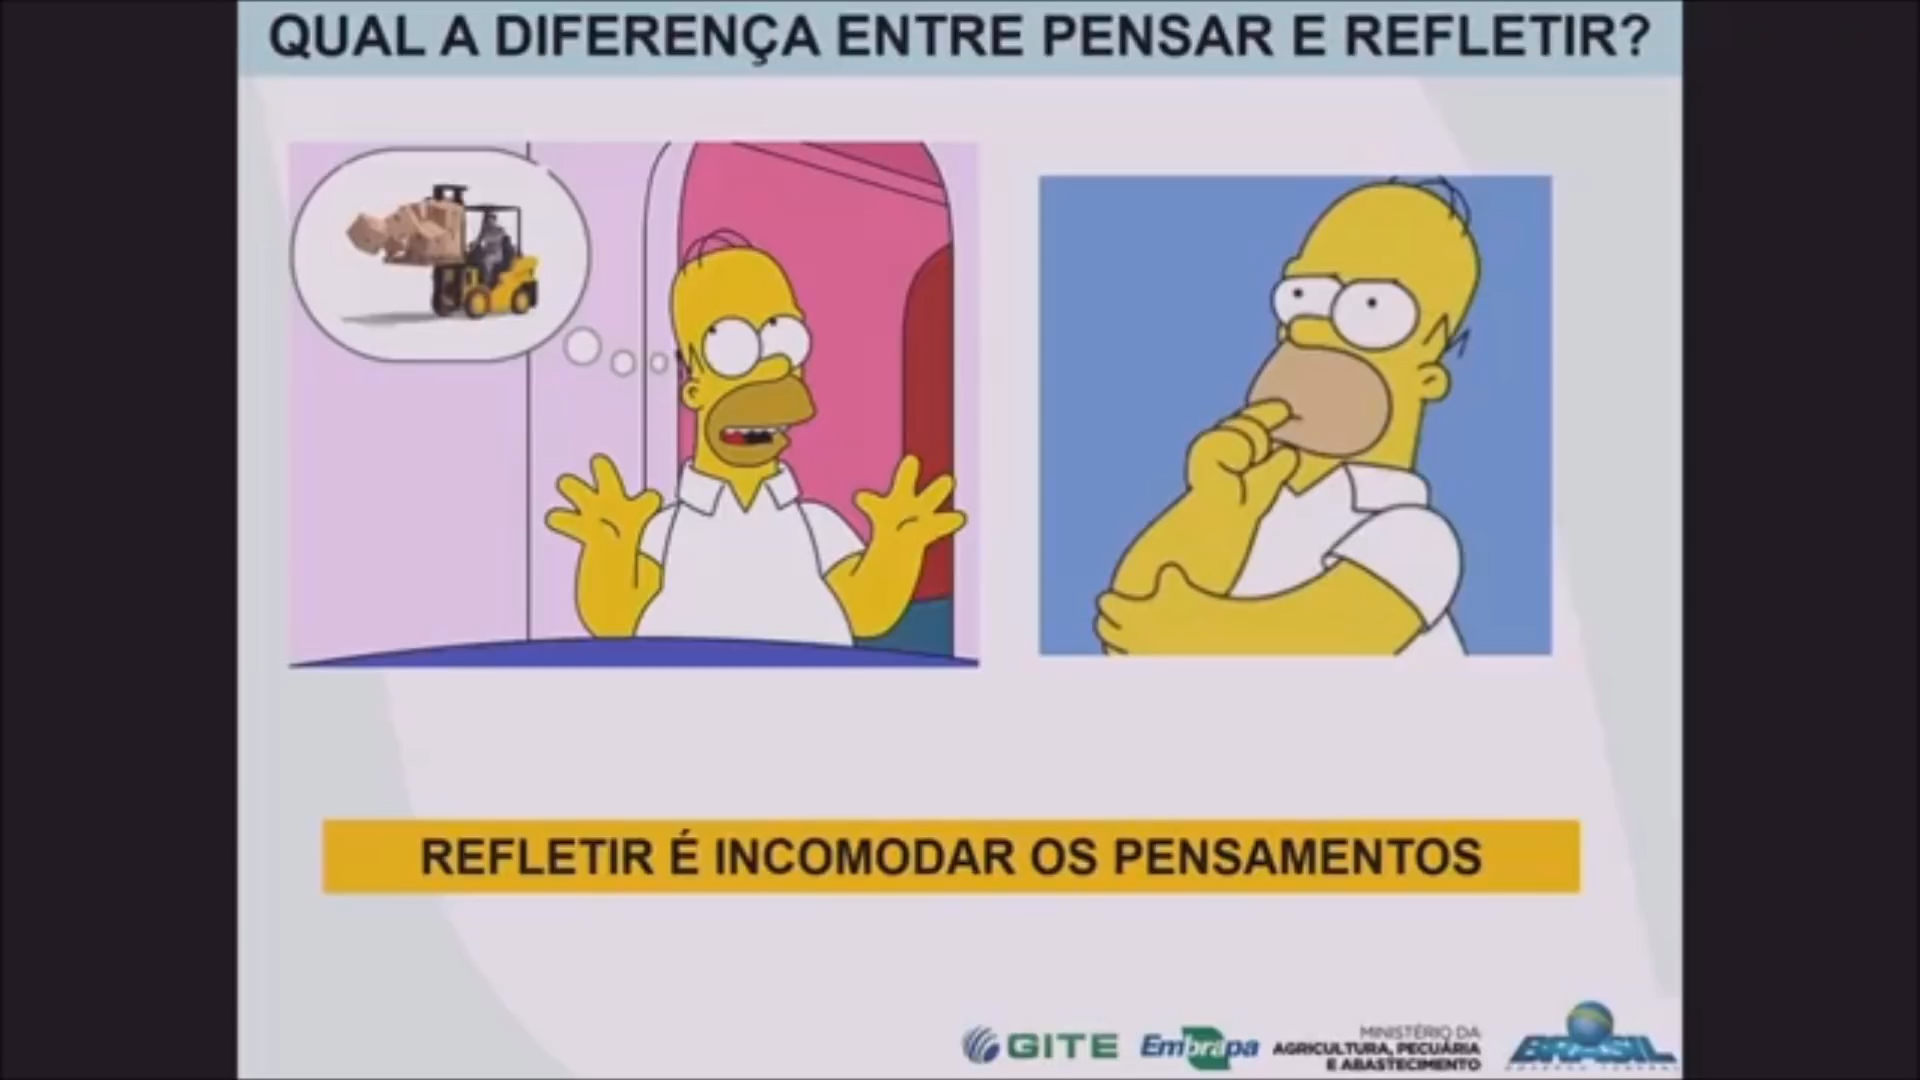 QUAL A DIFERENÇA ENTRE PENSAR E REFLETIR?
REFLETIR É INCOMODAR OS PENSAMENTOS
GITE
Embrapa
MINISTÉRIO DA
AGRICULTURA, PECUÁRIA
E ABASTECIMENTO
BRASIL